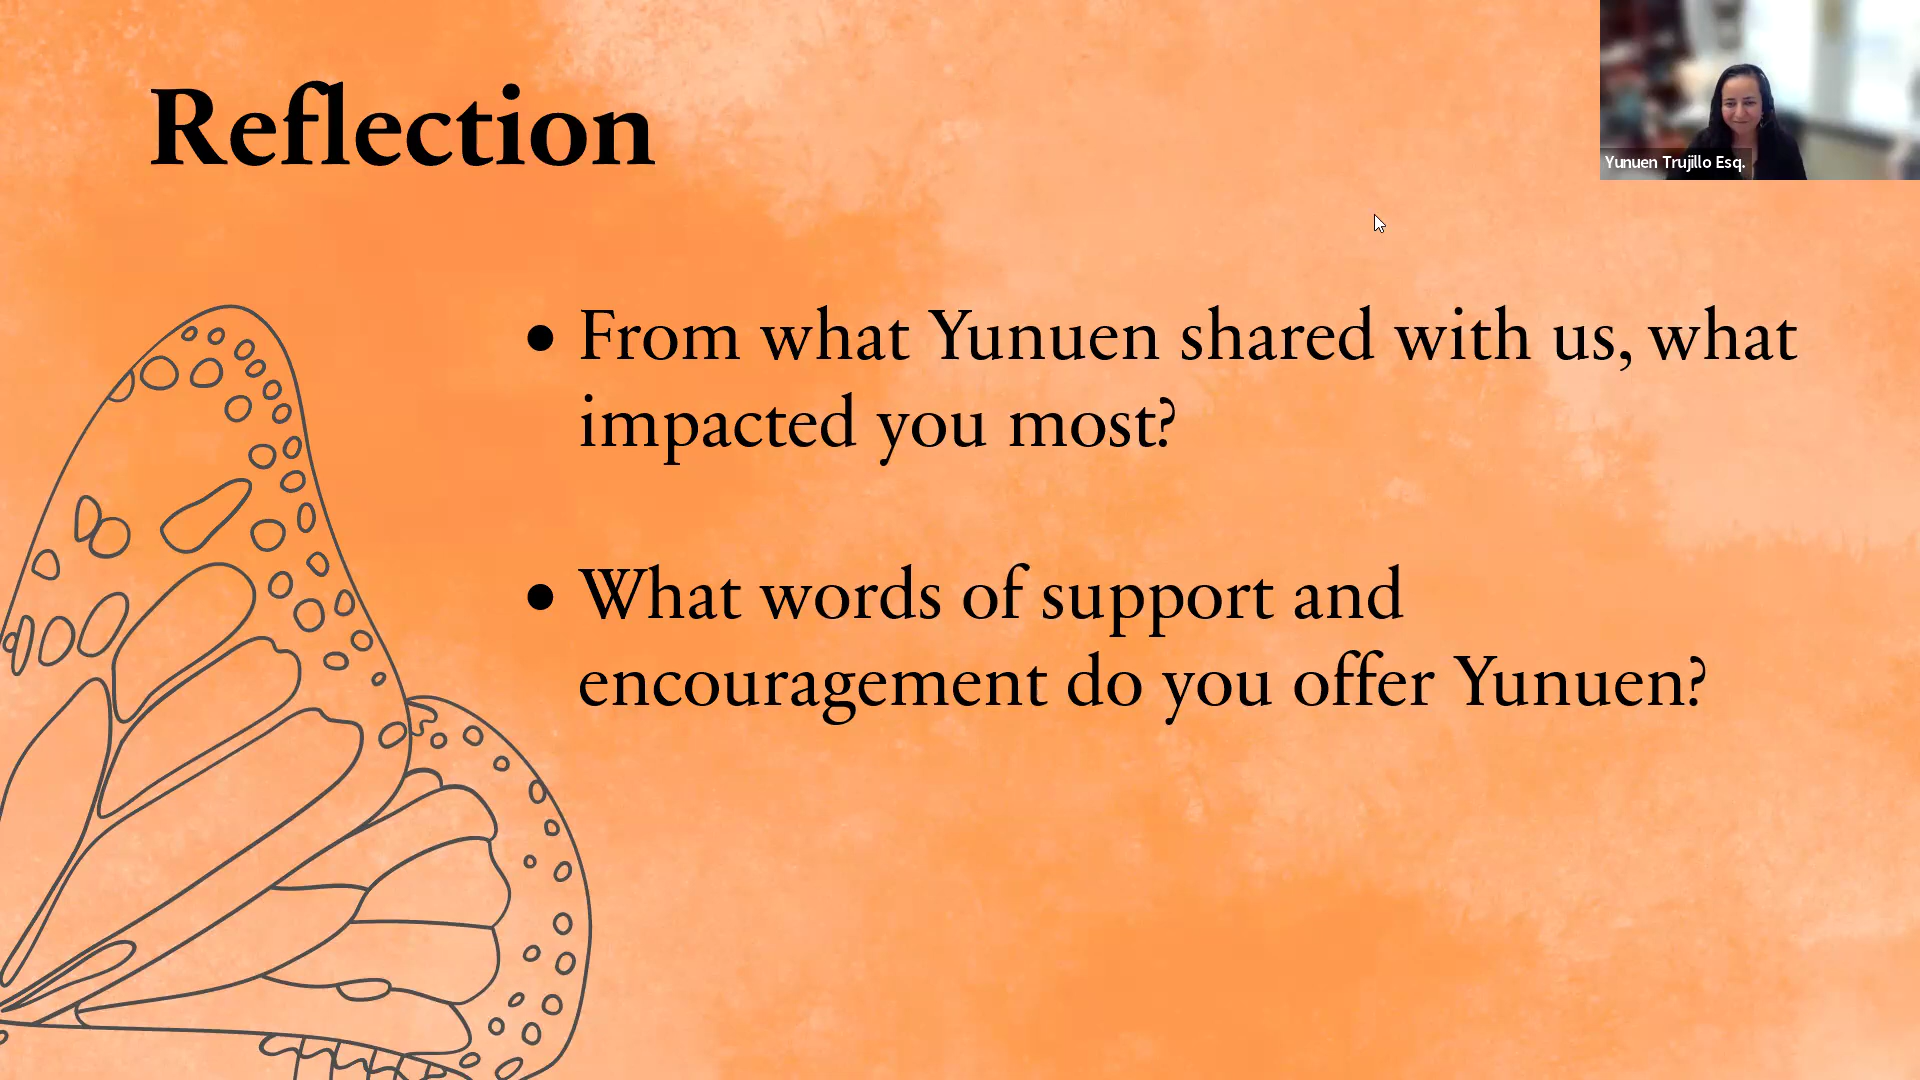 Reflection
Yunuen Trujillo Esq.
• From what Yunuen shared with us, what
impacted you most?
• What words of support and
encouragement do you offer Yunuen?